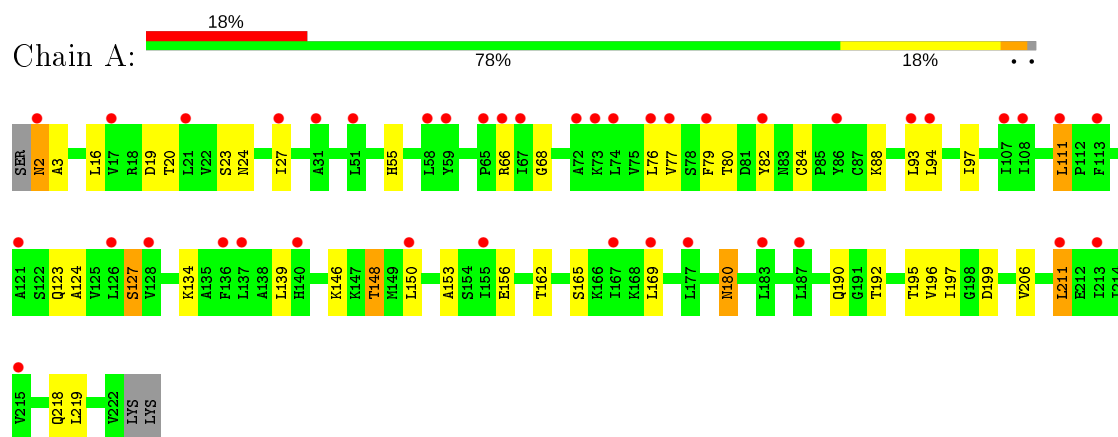 18%
Chain A:
78% 18% . .
SER N2 A3 L16 V17 R18 D19 T20 L21 V22 S23 N24 I27 A31 L51 H55 L58 Y59 P65 R66 I67 G68 A72 K73 L74 V75 L76 V77 S78 F79 T80 D81 Y82 N83 C84 P85 Y86 C87 K88 L93 L94 I97 I107 I108 L111 P112 F113
A121 S122 Q123 A124 V125 L126 S127 V128 K134 A135 F136 L137 A138 L139 H140 K146 K147 T148 M149 L150 A153 S154 I155 E156 T162 S165 K166 I167 K168 L169 L177 N180 L183 L187 Q190 G191 T192 T195 V196 I197 G198 D199 V206 L211 E212 I213
V215 Q218 L219 V222 LYS LYS